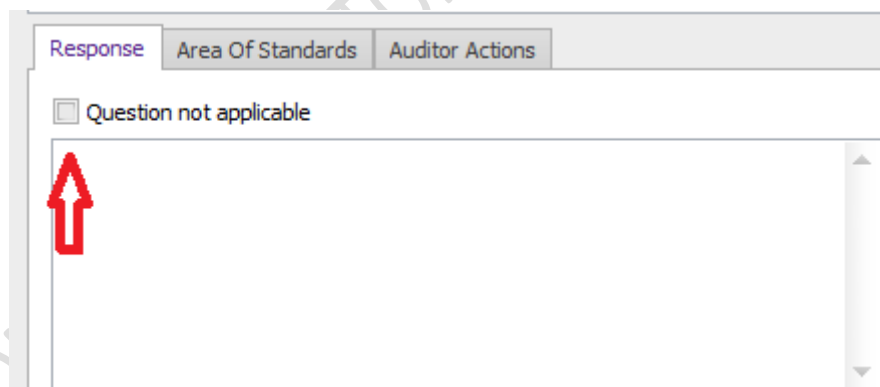 Response Area Of Standards Auditor Actions
Question not applicable